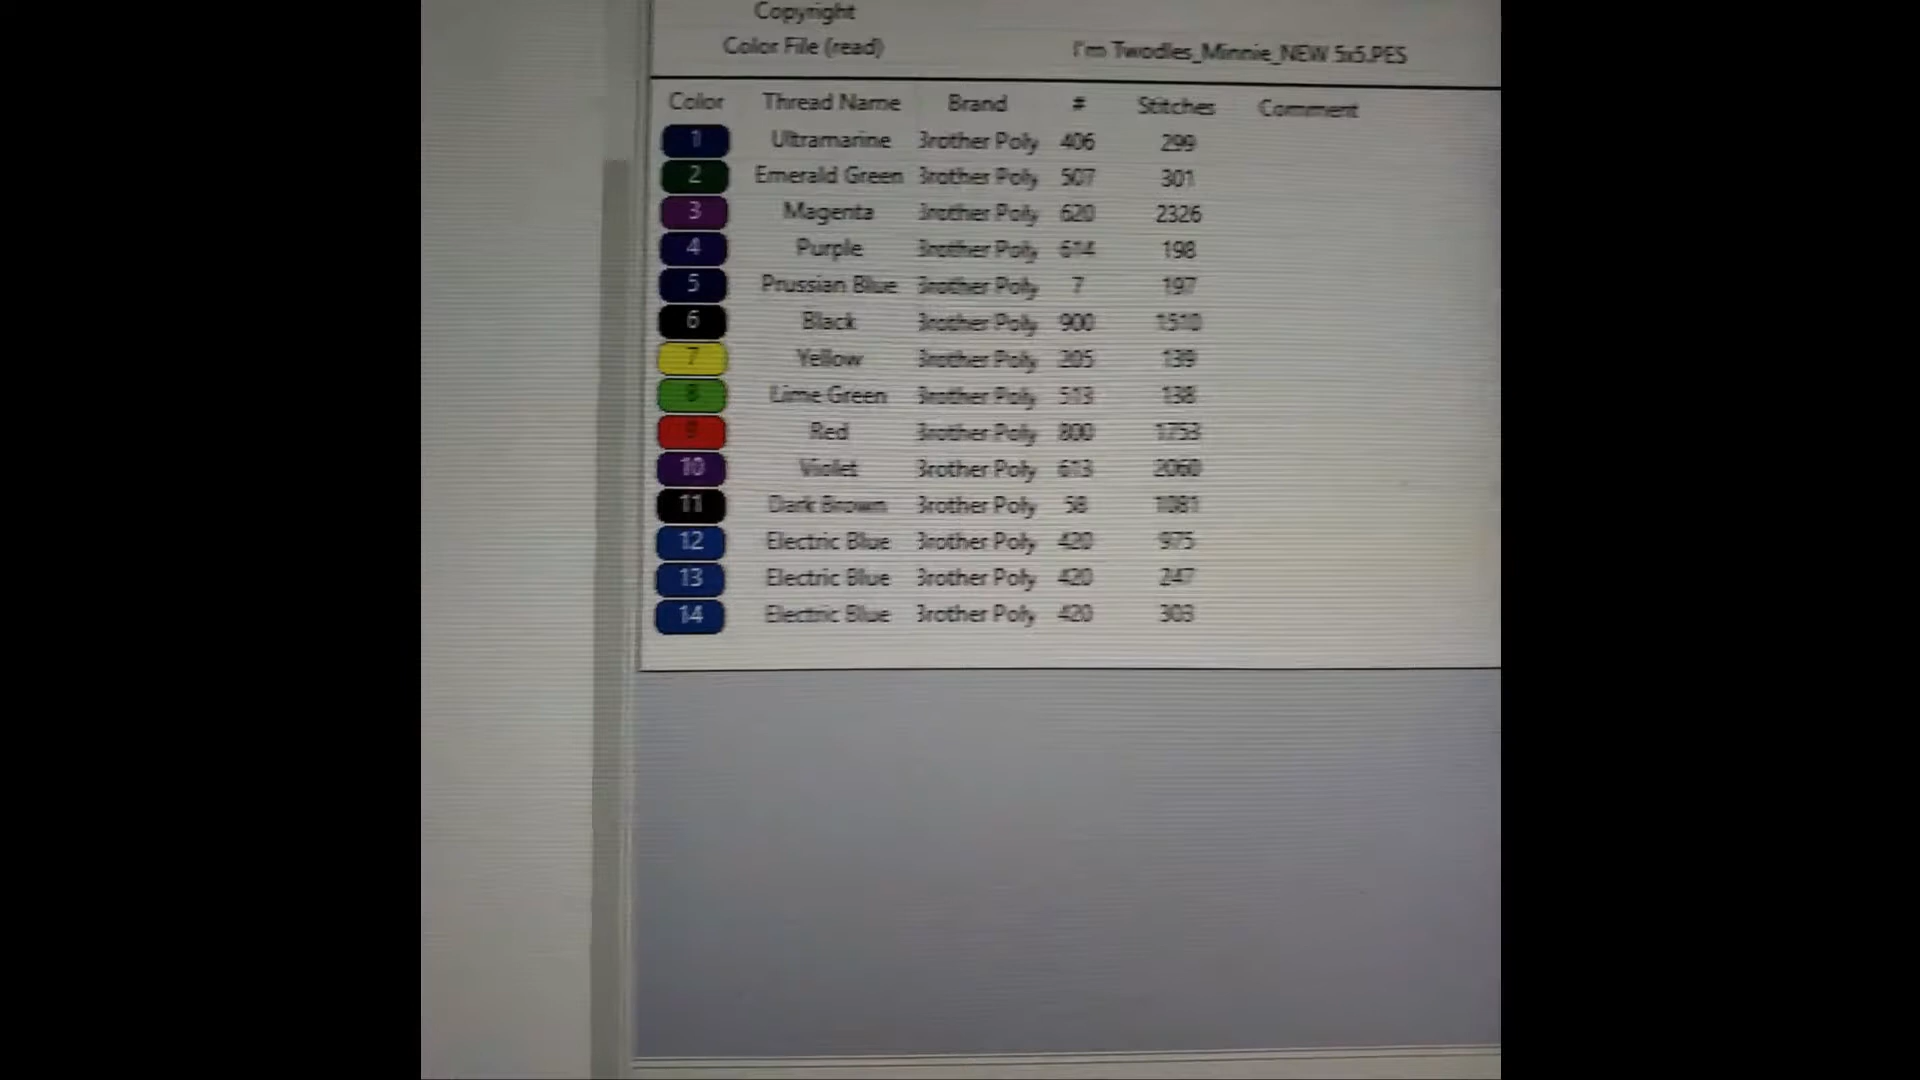 Copyright
Color File (read) I'm Twodles_Minnie_NEW 5x5.PES
Color Thread Name Brand # Stitches Comment
1 Ultramarine Brother Poly 406 299
2 Emerald Green Brother Poly 507 301
3 Magenta Brother Poly 620 2326
4 Purple Brother Poly 614 198
5 Prussian Blue Brother Poly 7 197
6 Black Brother Poly 900 1510
7 Yellow Brother Poly 205 139
8 Lime Green Brother Poly 513 138
9 Red Brother Poly 800 1753
10 Violet Brother Poly 613 2060
11 Dark Brown Brother Poly 58 1081
12 Electric Blue Brother Poly 420 975
13 Electric Blue Brother Poly 420 247
14 Electric Blue Brother Poly 420 303